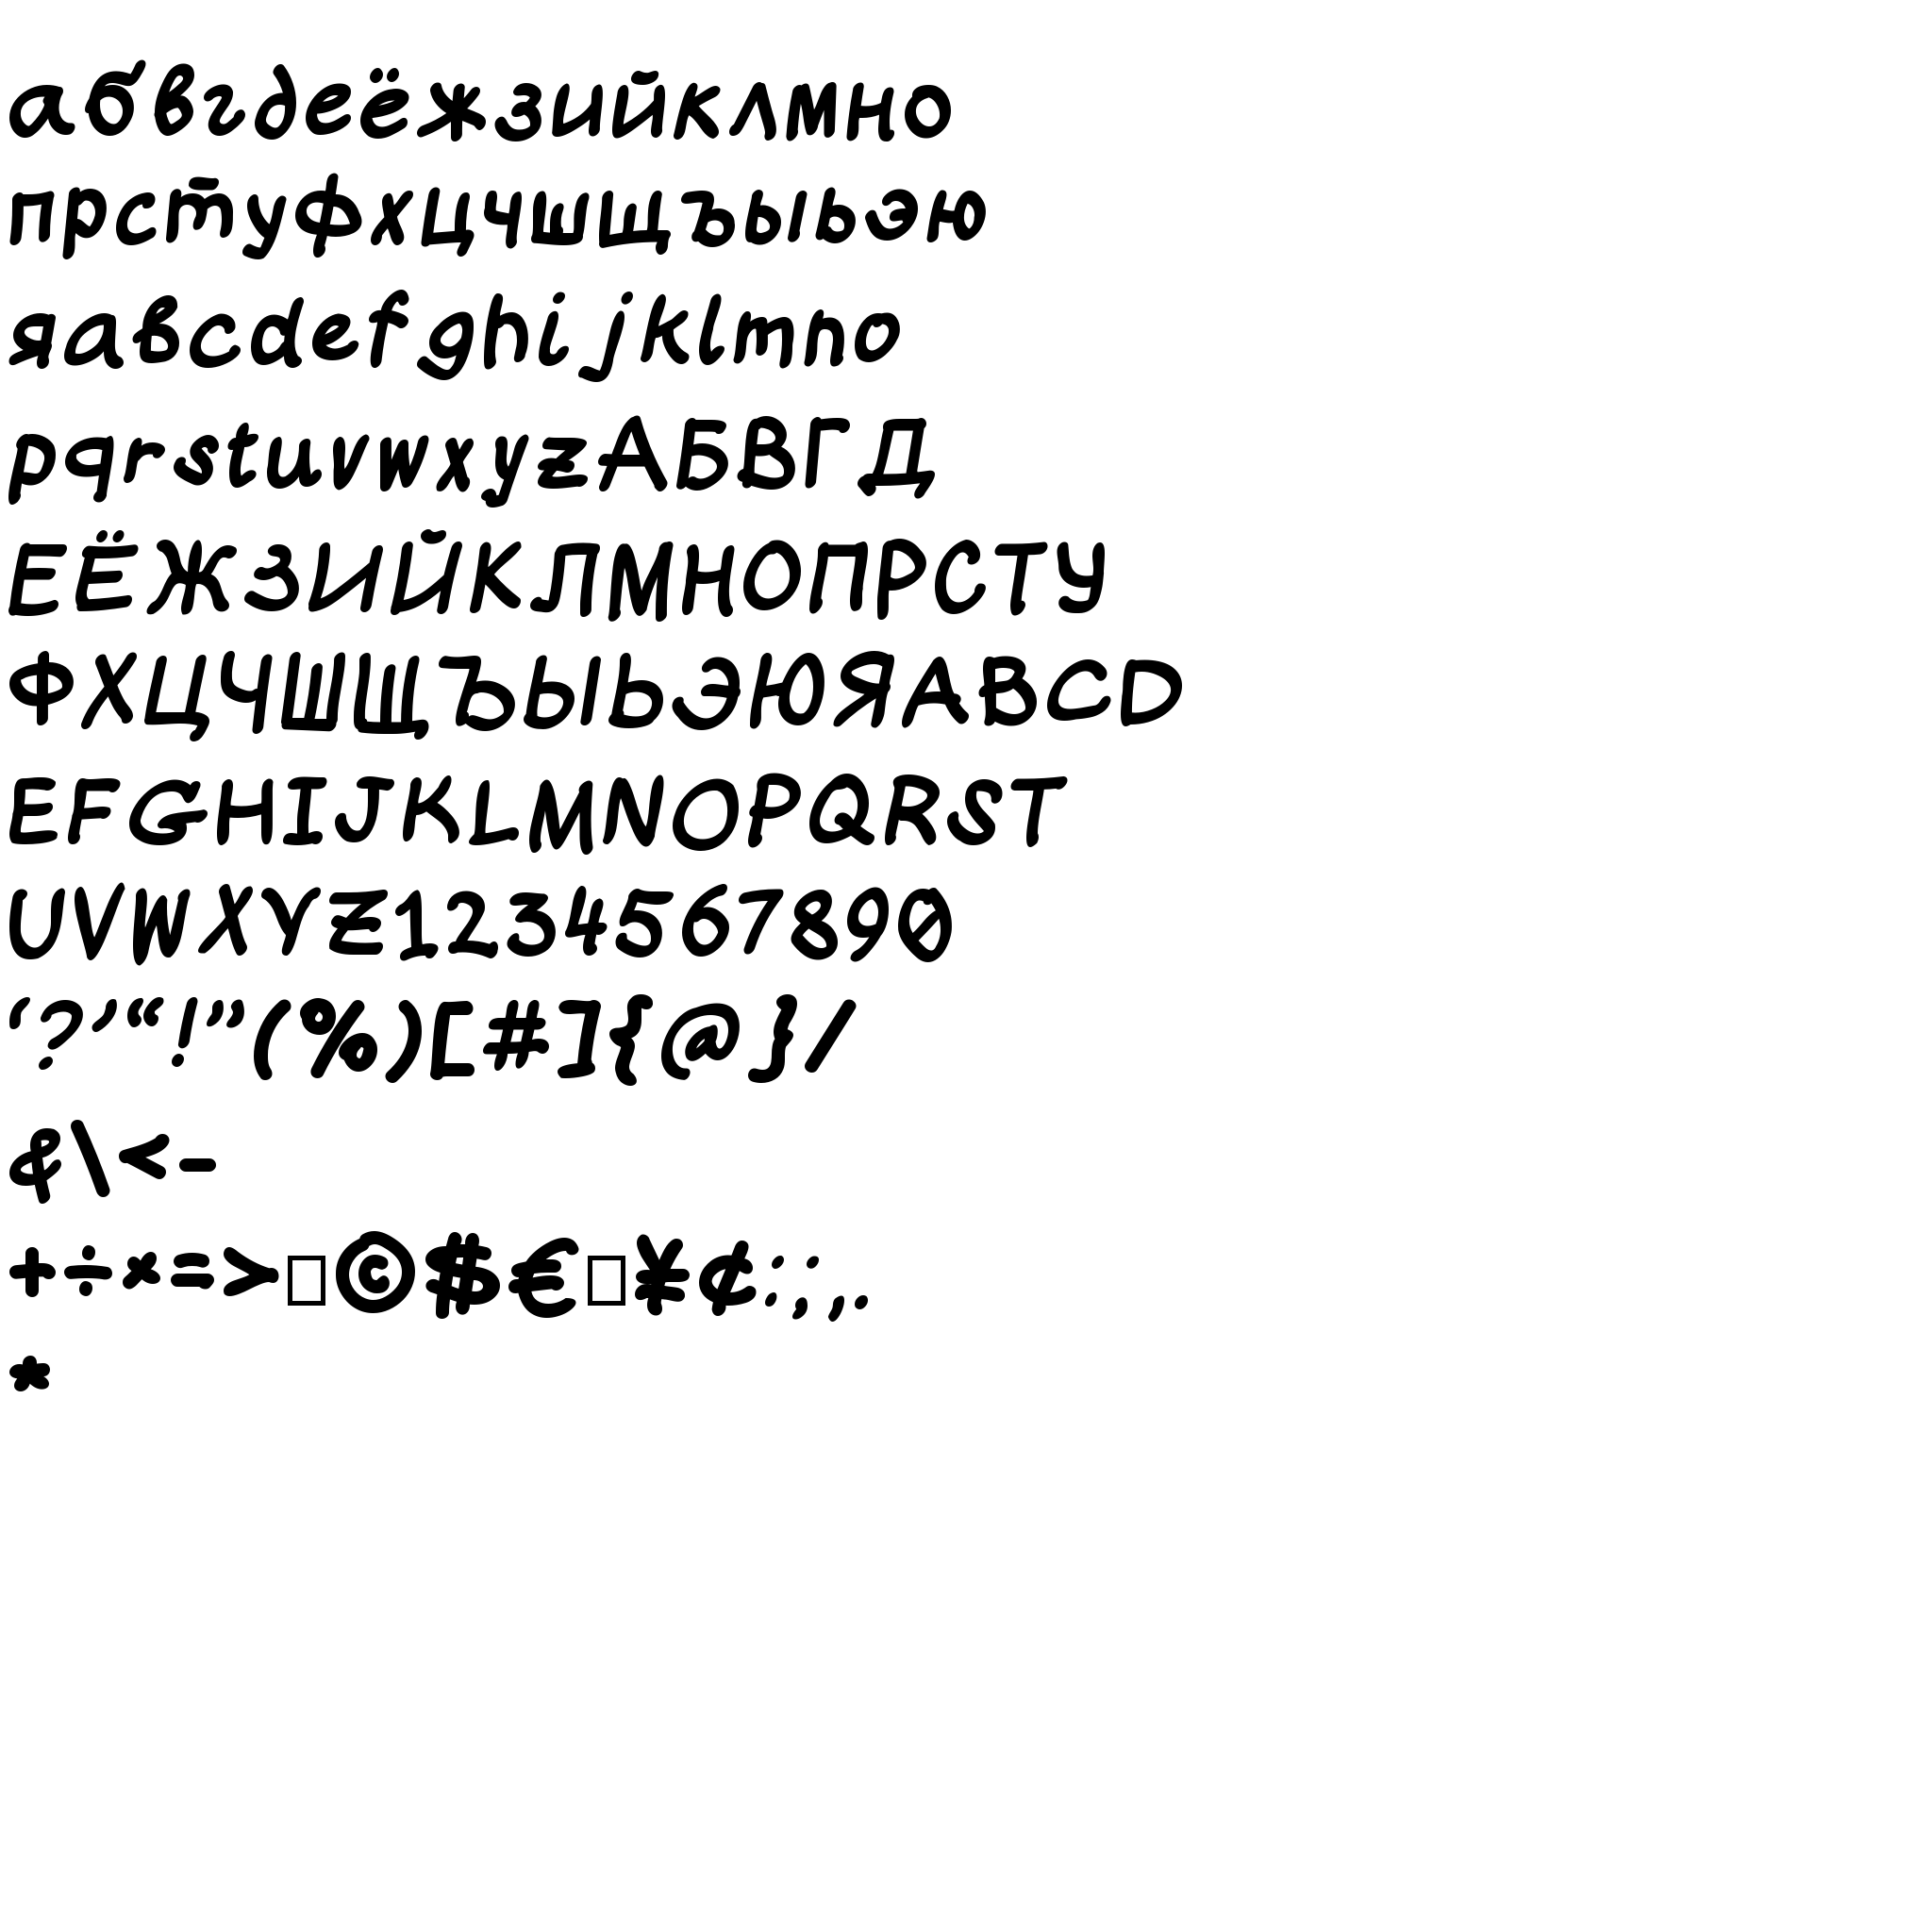 абвгдеёжзийклмно
прстуфхцчшщъыьэю
яabcdefghijklmno
pqrstuvwxyzАБВГД
ЕЁЖЗИЙКЛМНОПРСТУ
ФХЦЧШЩЪЫЬЭЮЯABCD
EFGHIJKLMNOPQRST
UVWXYZ1234567890
‘?’“!”(%)[#]{@}/
&\<-
+÷×=>□©$€□¥¢:;,.
*